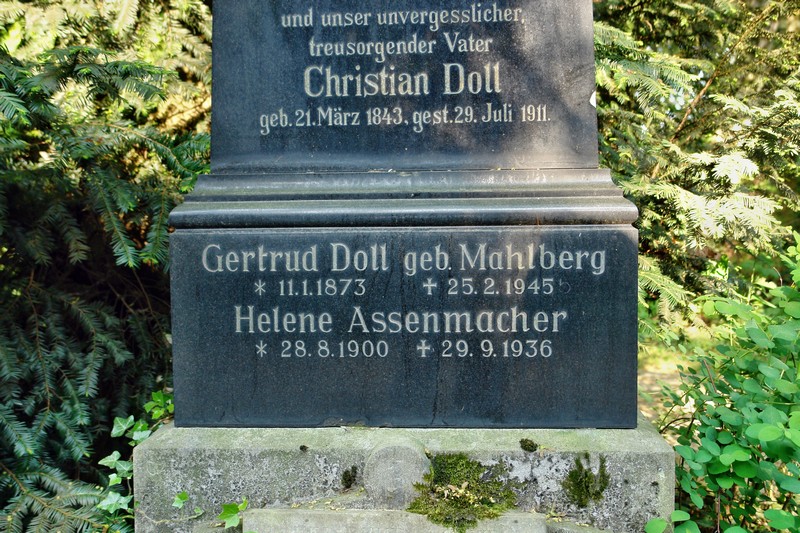 und unser unvergesslicher,
treusorgender Vater
Christian Doll
geb. 21. März 1843, gest. 29. Juli 1911.
Gertrud Doll geb. Mahlberg
* 11.1.1873 ✝ 25.2.1945
Helene Assenmacher
* 28.8.1900 ✝ 29.9.1936